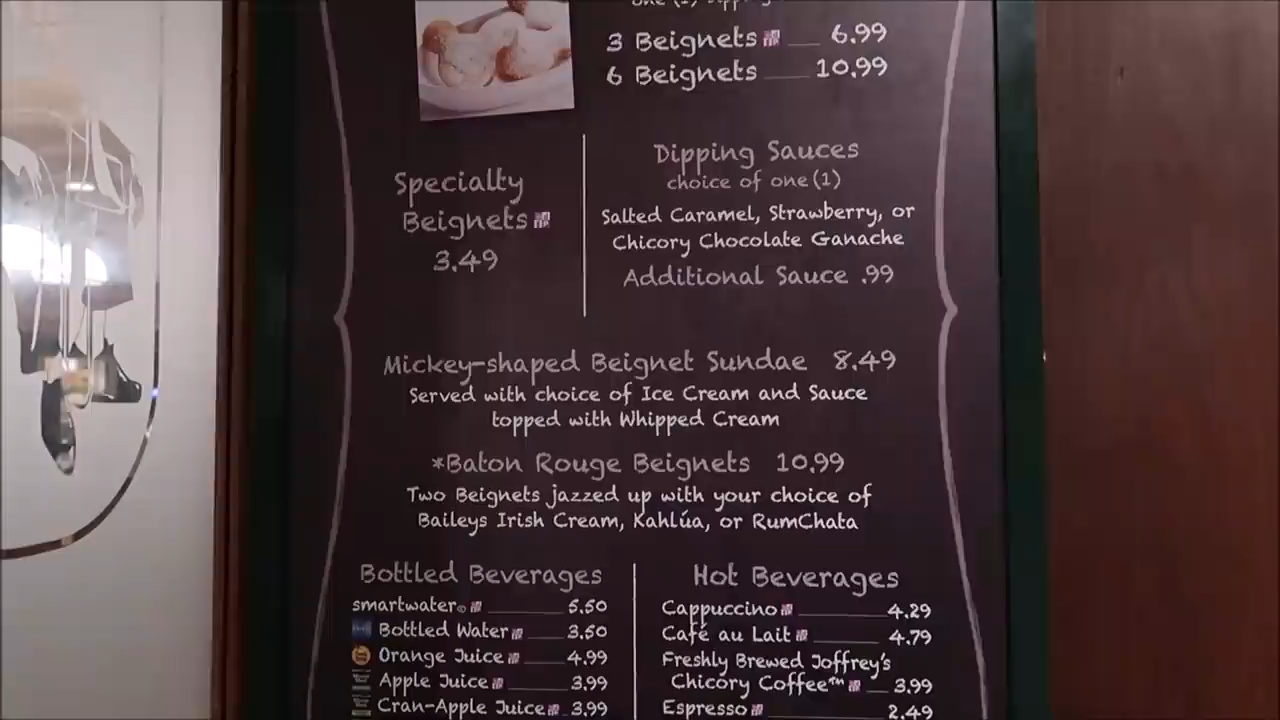 3 Beignets 6.99
6 Beignets 10.99
Specialty
Beignets
3.49
Dipping Sauces
choice of one (1)
Salted Caramel, Strawberry, or
Chicory Chocolate Ganache
Additional Sauce .99
Mickey-shaped Beignet Sundae 8.49
Served with choice of Ice Cream and Sauce
topped with Whipped Cream
*Baton Rouge Beignets 10.99
Two Beignets jazzed up with your choice of
Baileys Irish Cream, Kahlúa, or RumChata
Bottled Beverages
smartwater® 5.50
Bottled Water 3.50
Orange Juice 4.99
Apple Juice 3.99
Cran-Apple Juice 3.99
Hot Beverages
Cappuccino 4.29
Café au Lait 4.79
Freshly Brewed Joffrey's
Chicory Coffee™ 3.99
Espresso 2.49